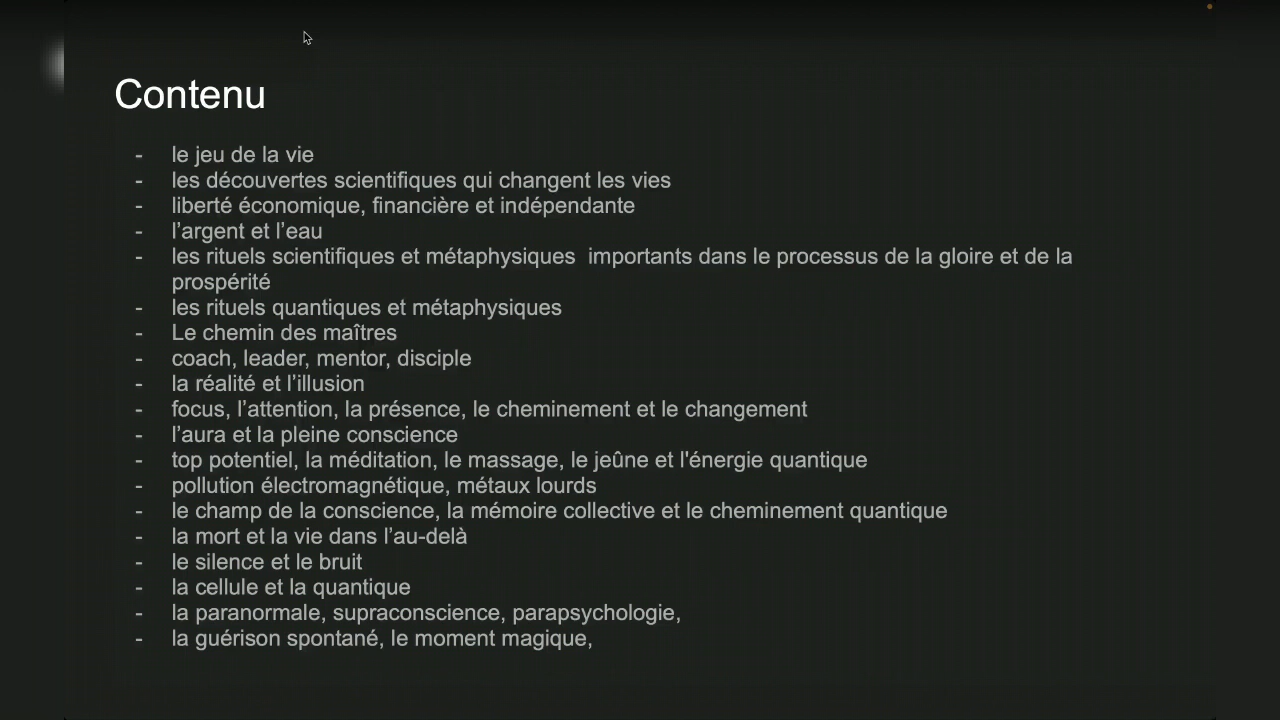 Contenu
- le jeu de la vie
- les découvertes scientifiques qui changent les vies
- liberté économique, financière et indépendante
- l’argent et l’eau
- les rituels scientifiques et métaphysiques  importants dans le processus de la gloire et de la
prospérité
- les rituels quantiques et métaphysiques
- Le chemin des maîtres
- coach, leader, mentor, disciple
- la réalité et l’illusion
- focus, l’attention, la présence, le cheminement et le changement
- l’aura et la pleine conscience
- top potentiel, la méditation, le massage, le jeûne et l'énergie quantique
- pollution électromagnétique, métaux lourds
- le champ de la conscience, la mémoire collective et le cheminement quantique
- la mort et la vie dans l’au-delà
- le silence et le bruit
- la cellule et la quantique
- la paranormale, supraconscience, parapsychologie,
- la guérison spontané, le moment magique,